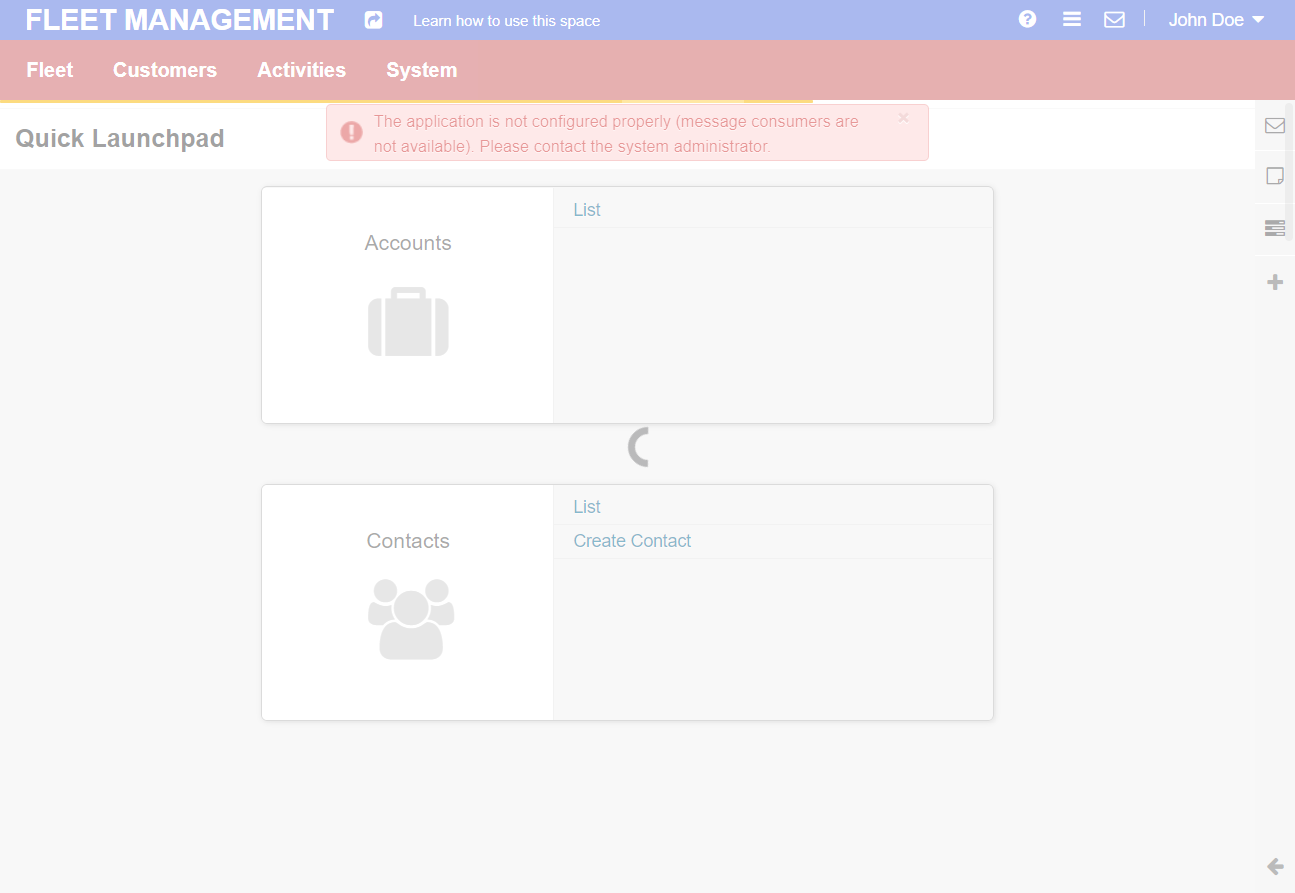 FLEET MANAGEMENT
Learn how to use this space
John Doe
Fleet
Customers
Activities
System
Quick Launchpad
The application is not configured properly (message consumers are
not available). Please contact the system administrator.
Accounts
List
Contacts
List
Create Contact